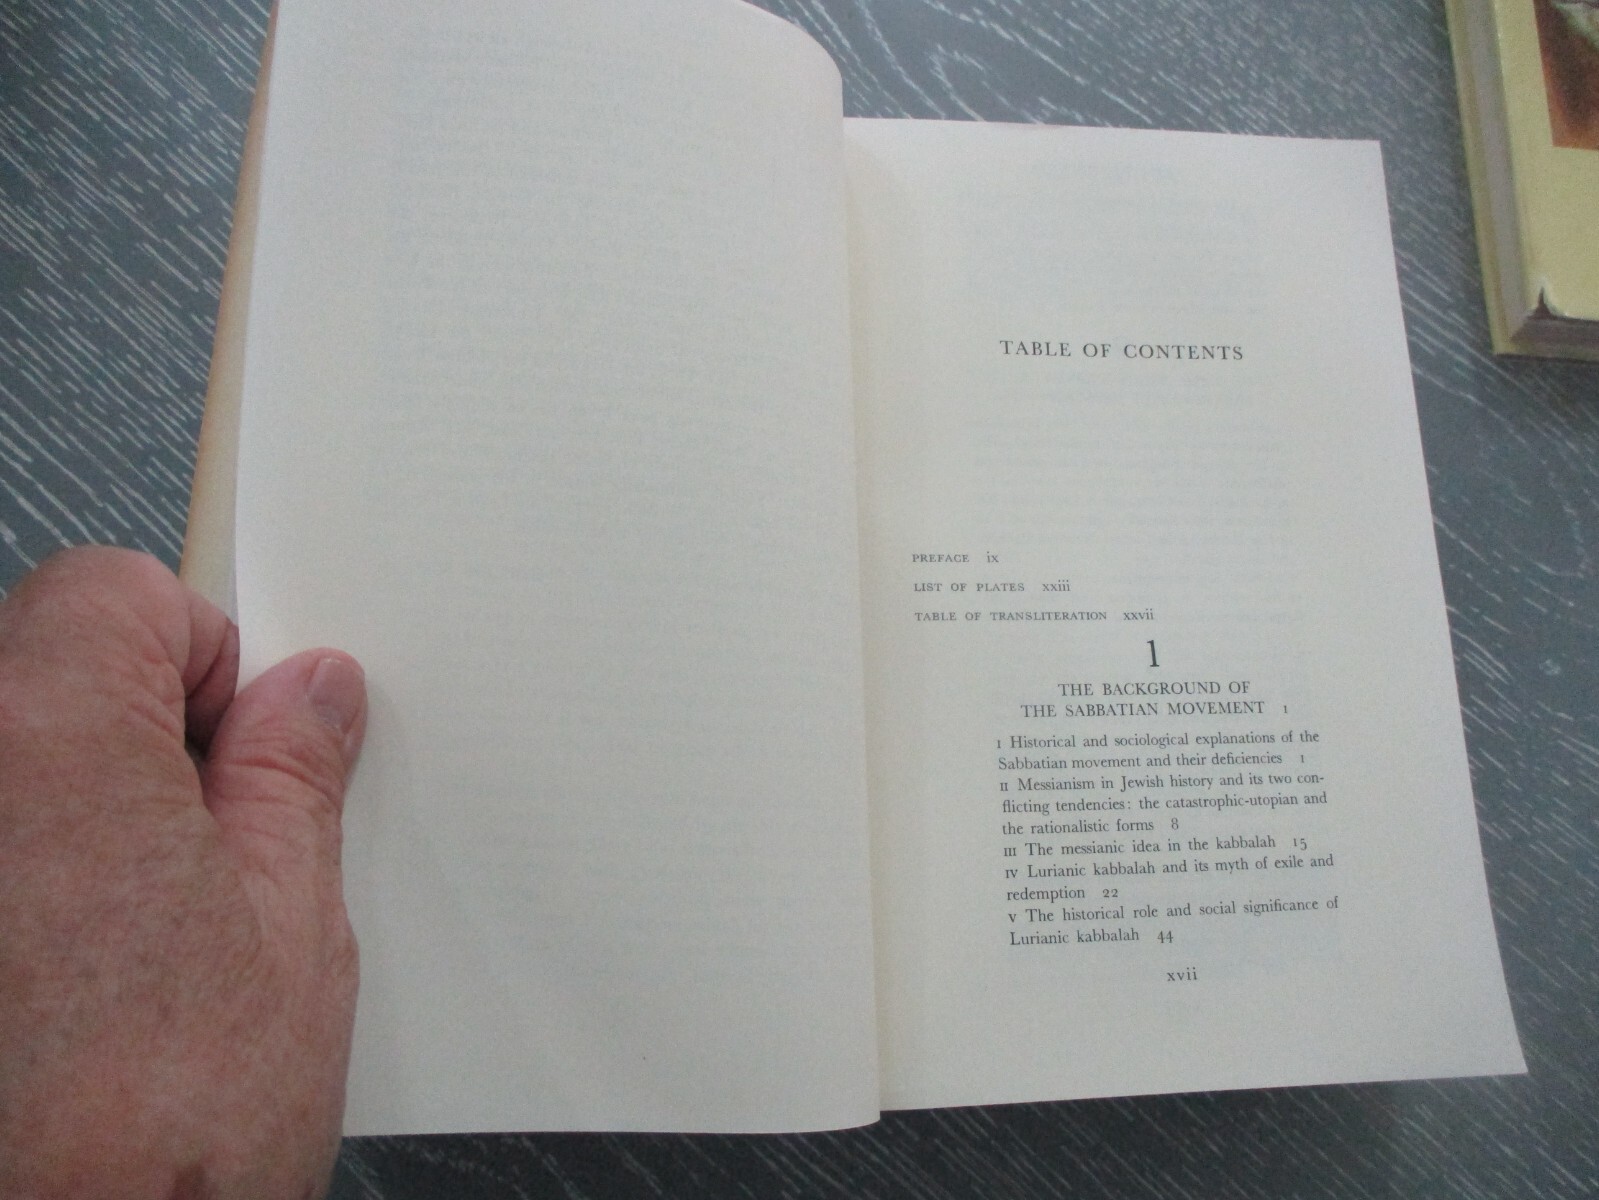 TABLE OF CONTENTS
PREFACE ix
LIST OF PLATES xxiii
TABLE OF TRANSLITERATION xxvii
1
THE BACKGROUND OF
THE SABBATIAN MOVEMENT 1
I Historical and sociological explanations of the
Sabbatian movement and their deficiencies 1
II Messianism in Jewish history and its two con-
flicting tendencies: the catastrophic-utopian and
the rationalistic forms 8
III The messianic idea in the kabbalah 15
IV Lurianic kabbalah and its myth of exile and
redemption 22
V The historical role and social significance of
Lurianic kabbalah 44
xvii